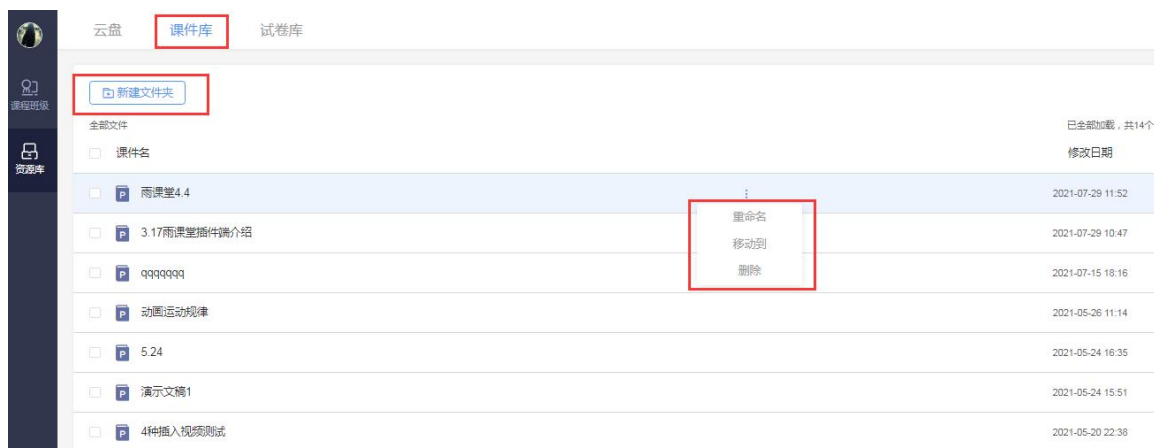 云盘 课件库 试卷库
课程班级
资源库
新建文件夹
全部文件 已全部加载，共14个
课件名 修改日期
雨课堂4.4 2021-07-29 11:52
重命名
移动到
删除
3.17雨课堂插件端介绍 2021-07-29 10:47
qqqqqqq 2021-07-15 18:16
动画运动规律 2021-05-26 11:14
5.24 2021-05-24 16:35
演示文稿1 2021-05-24 15:51
4种插入视频测试 2021-05-20 22:38